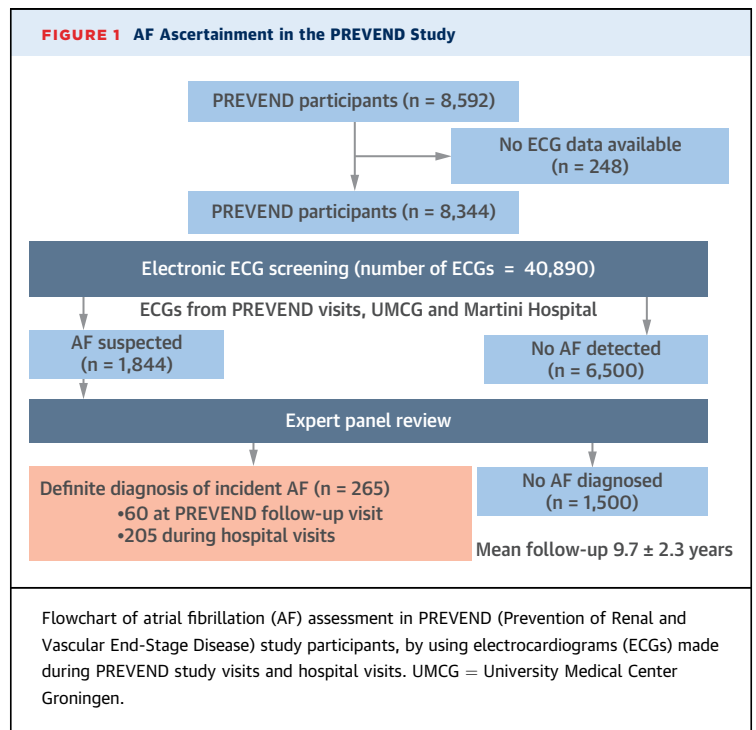 FIGURE 1 AF Ascertainment in the PREVEND Study
PREVEND participants (n = 8,592)
No ECG data available
(n = 248)
PREVEND participants (n = 8,344)
Electronic ECG screening (number of ECGs = 40,890)
ECGs from PREVEND visits, UMCG and Martini Hospital
AF suspected
(n = 1,844)
No AF detected
(n = 6,500)
Expert panel review
Definite diagnosis of incident AF (n = 265)
•60 at PREVEND follow-up visit
•205 during hospital visits
No AF diagnosed
(n = 1,500)
Mean follow-up 9.7 ± 2.3 years
Flowchart of atrial fibrillation (AF) assessment in PREVEND (Prevention of Renal and
Vascular End-Stage Disease) study participants, by using electrocardiograms (ECGs) made
during PREVEND study visits and hospital visits. UMCG = University Medical Center
Groningen.